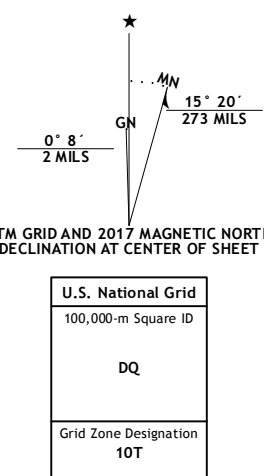 ★
MN
GN
15° 20´
273 MILS
0° 8´
2 MILS
TM GRID AND 2017 MAGNETIC NORTH
DECLINATION AT CENTER OF SHEET
U.S. National Grid
100,000-m Square ID
DQ
Grid Zone Designation
10T